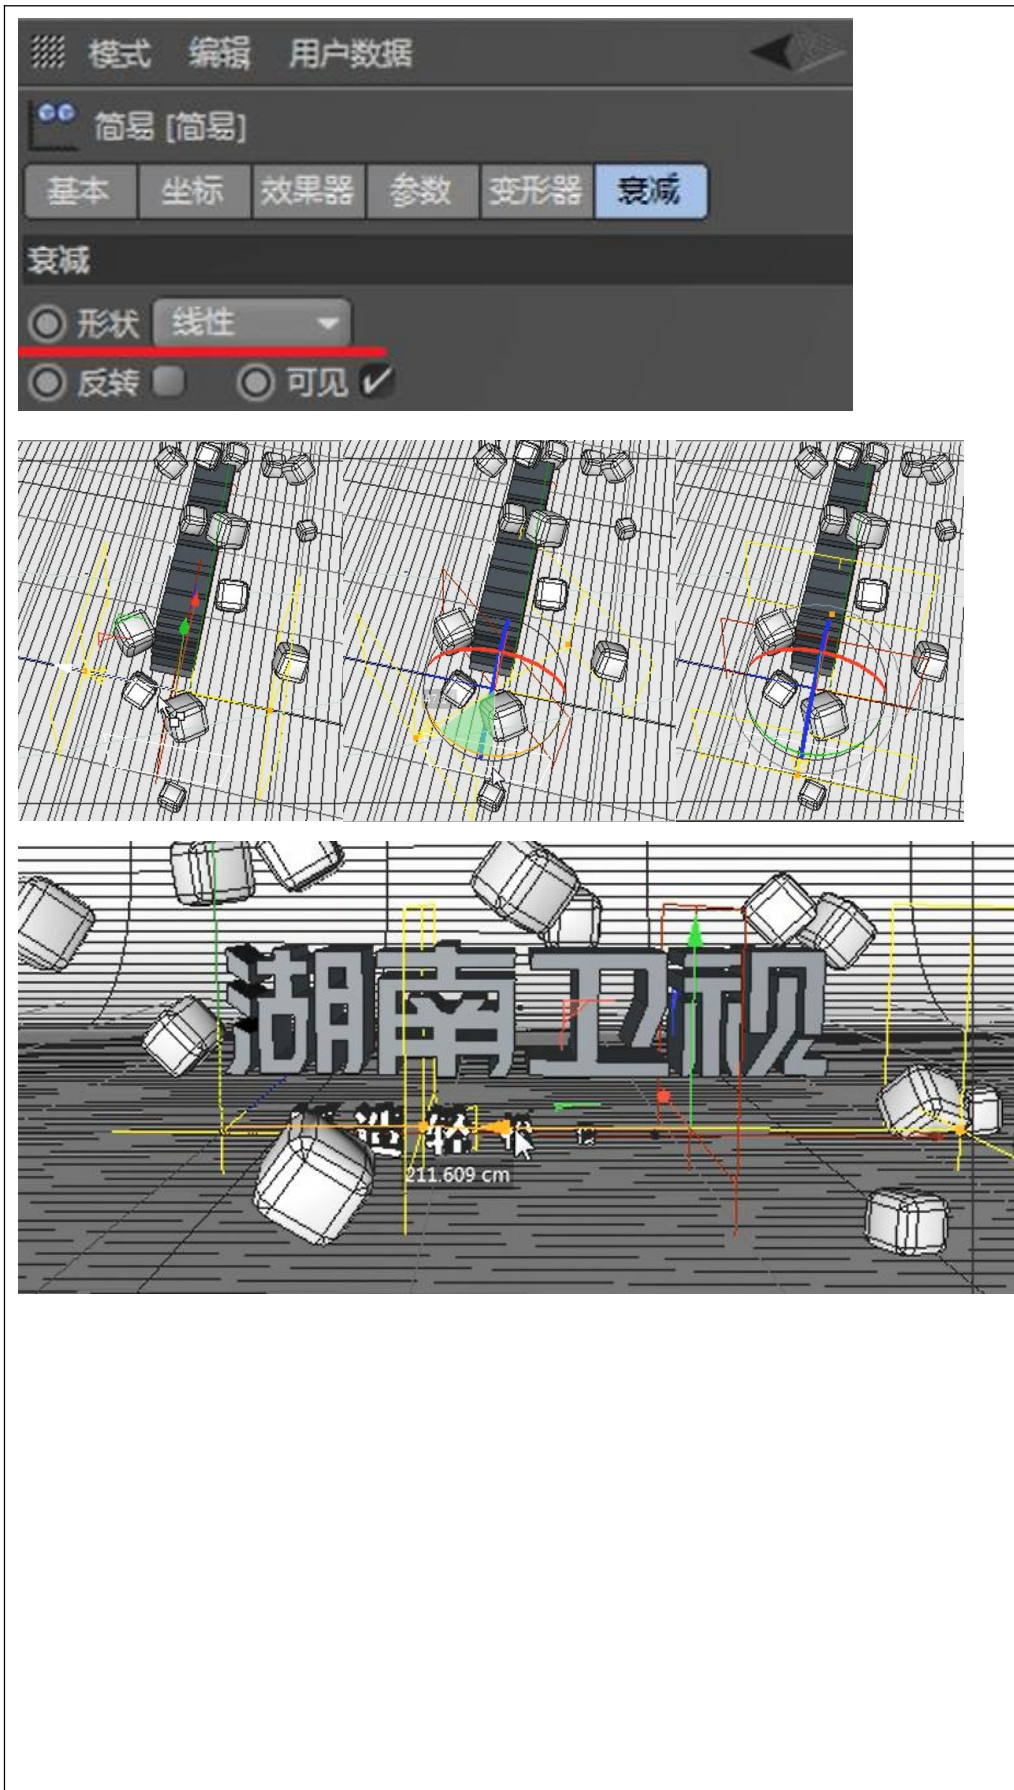 模式 编辑 用户数据
简易 [简易]
基本 坐标 效果器 参数 变形器 衰减
衰减
形状 线性
反转 可见
湖南卫视
211.609 cm